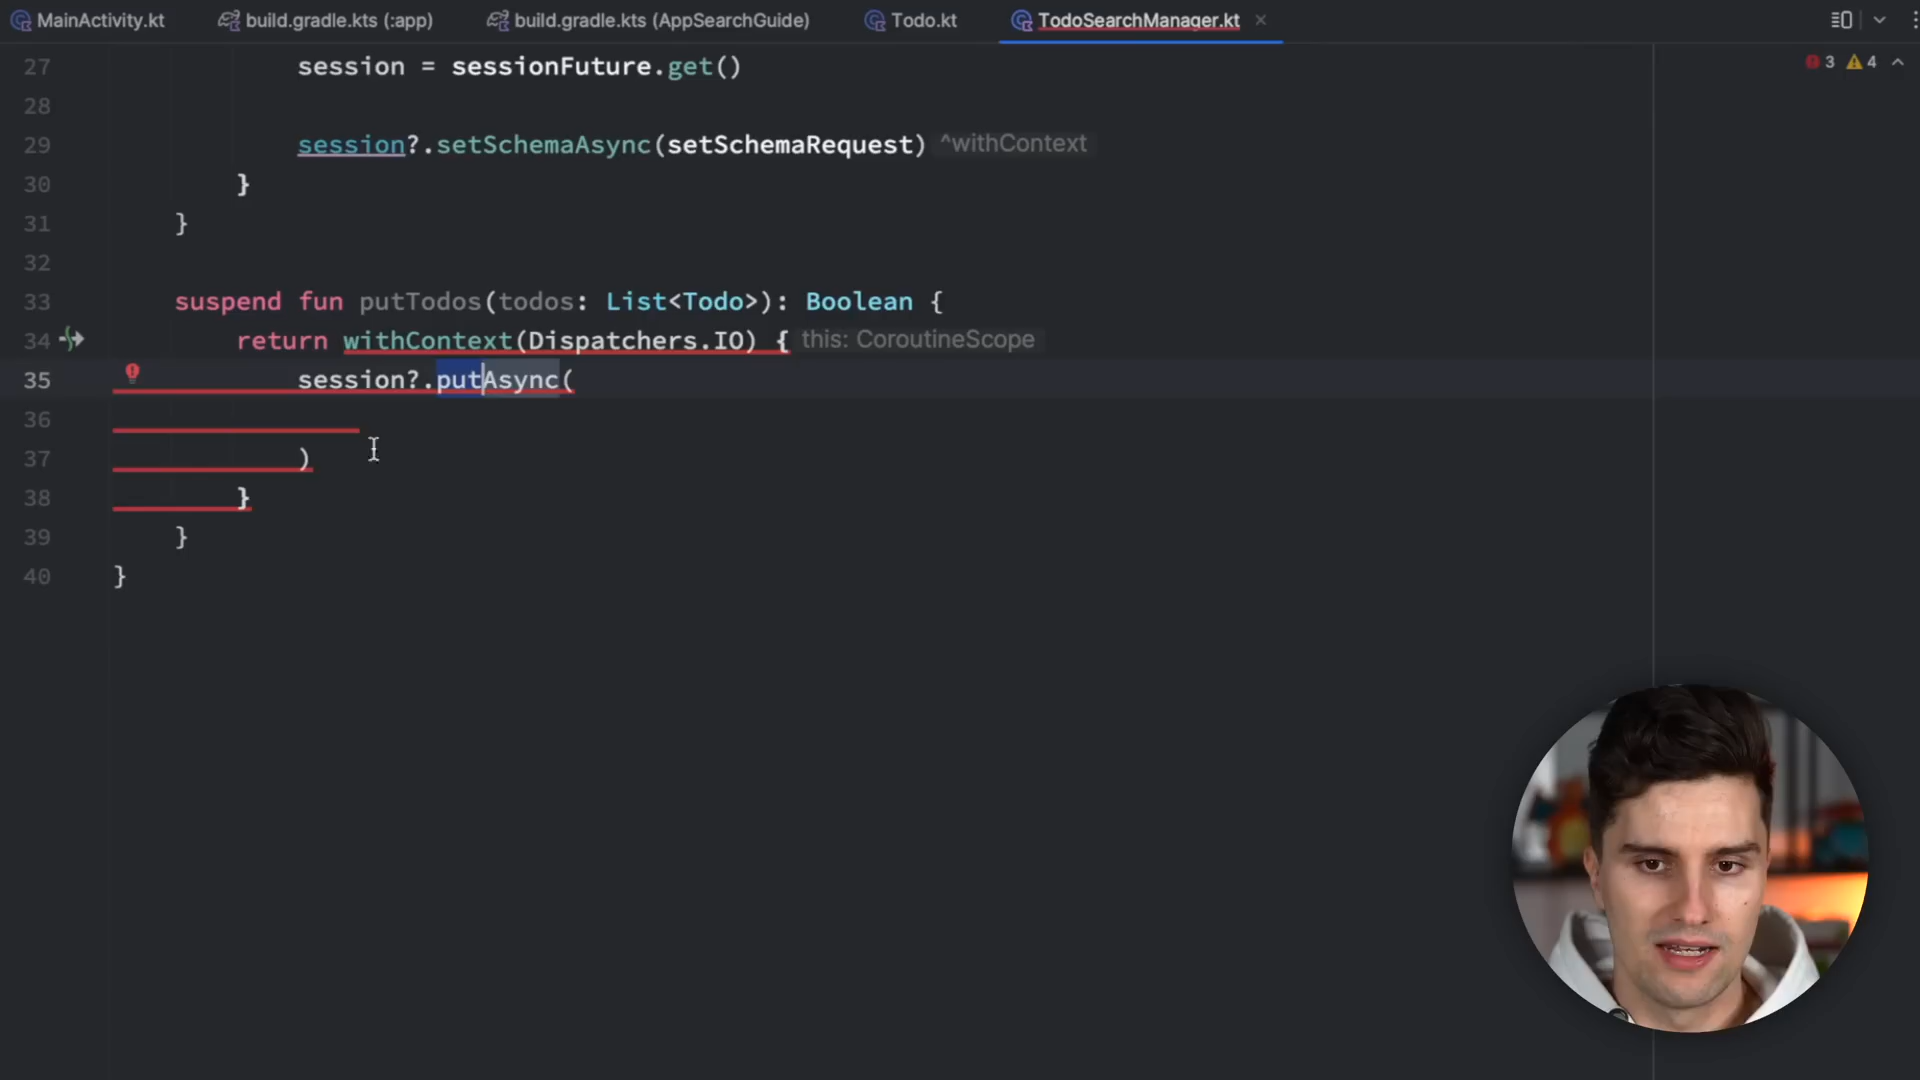 MainActivity.kt build.gradle.kts (:app) build.gradle.kts (AppSearchGuide) Todo.kt TodoSearchManager.kt
3 4
27 session = sessionFuture.get()
28
29 session?.setSchemaAsync(setSchemaRequest) ^withContext
30 }
31 }
32
33 suspend fun putTodos(todos: List<Todo>): Boolean {
34 return withContext(Dispatchers.IO) { this: CoroutineScope
35 session?.putAsync(
36
37 )
38 }
39 }
40 }